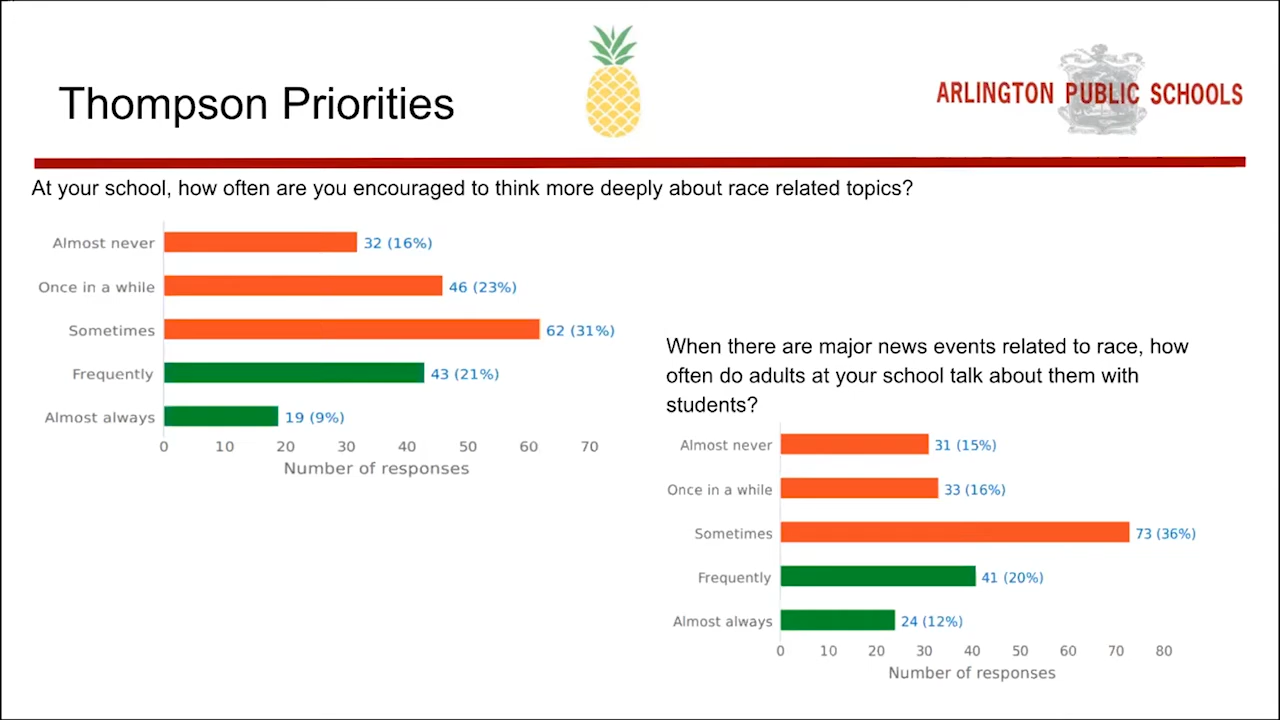 Thompson Priorities
ARLINGTON PUBLIC SCHOOLS
At your school, how often are you encouraged to think more deeply about race related topics?
Almost never 32 (16%)
Once in a while 46 (23%)
Sometimes 62 (31%)
Frequently 43 (21%)
Almost always 19 (9%)
0 10 20 30 40 50 60 70
Number of responses
When there are major news events related to race, how
often do adults at your school talk about them with
students?
Almost never 31 (15%)
Once in a while 33 (16%)
Sometimes 73 (36%)
Frequently 41 (20%)
Almost always 24 (12%)
0 10 20 30 40 50 60 70 80
Number of responses